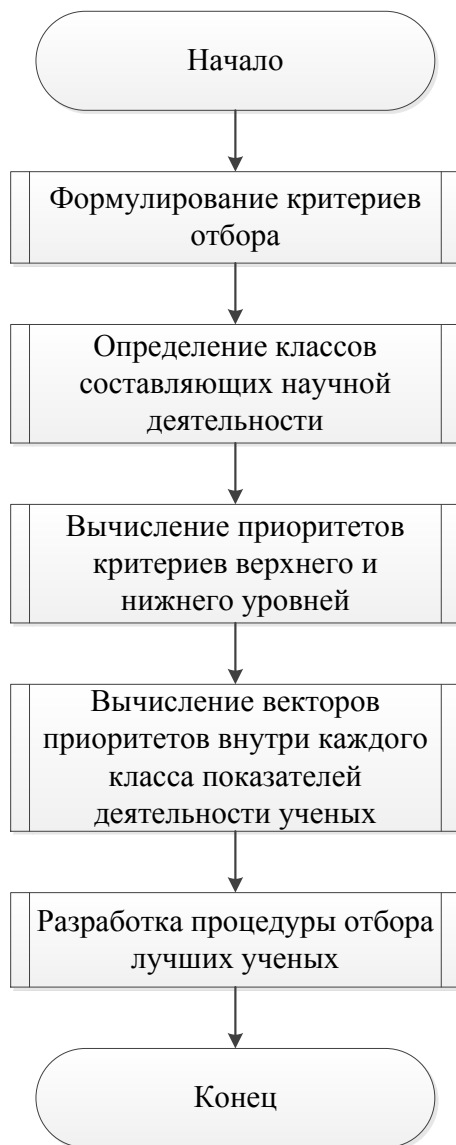 Начало
Формулирование критериев
отбора
Определение классов
составляющих научной
деятельности
Вычисление приоритетов
критериев верхнего и
нижнего уровней
Вычисление векторов
приоритетов внутри каждого
класса показателей
деятельности ученых
Разработка процедуры отбора
лучших ученых
Конец